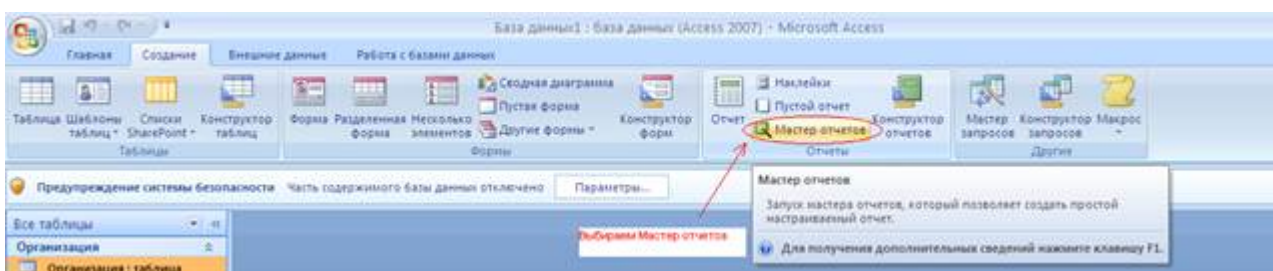 База данных1 : база данных (Access 2007) - Microsoft Access
Главная Создание Внешние данные Работа с базами данных
Таблица Шаблоны таблиц Списки SharePoint Конструктор таблиц
Таблицы
Форма Разделенная форма Несколько элементов
Сводная диаграмма
Пустая форма
Другие формы
Конструктор форм
Формы
Отчет
Наклейки
Пустой отчет
Мастер отчетов
Конструктор отчетов
Отчеты
Мастер запросов Конструктор запросов Макрос
Другие
Предупреждение системы безопасности Часть содержимого базы данных отключено Параметры...
Мастер отчетов
Запуск мастера отчетов, который позволяет создать простой
настраиваемый отчет.
Для получения дополнительных сведений нажмите клавишу F1.
Все таблицы
Выбираем Мастер отчетов
Организация
Организация : таблица